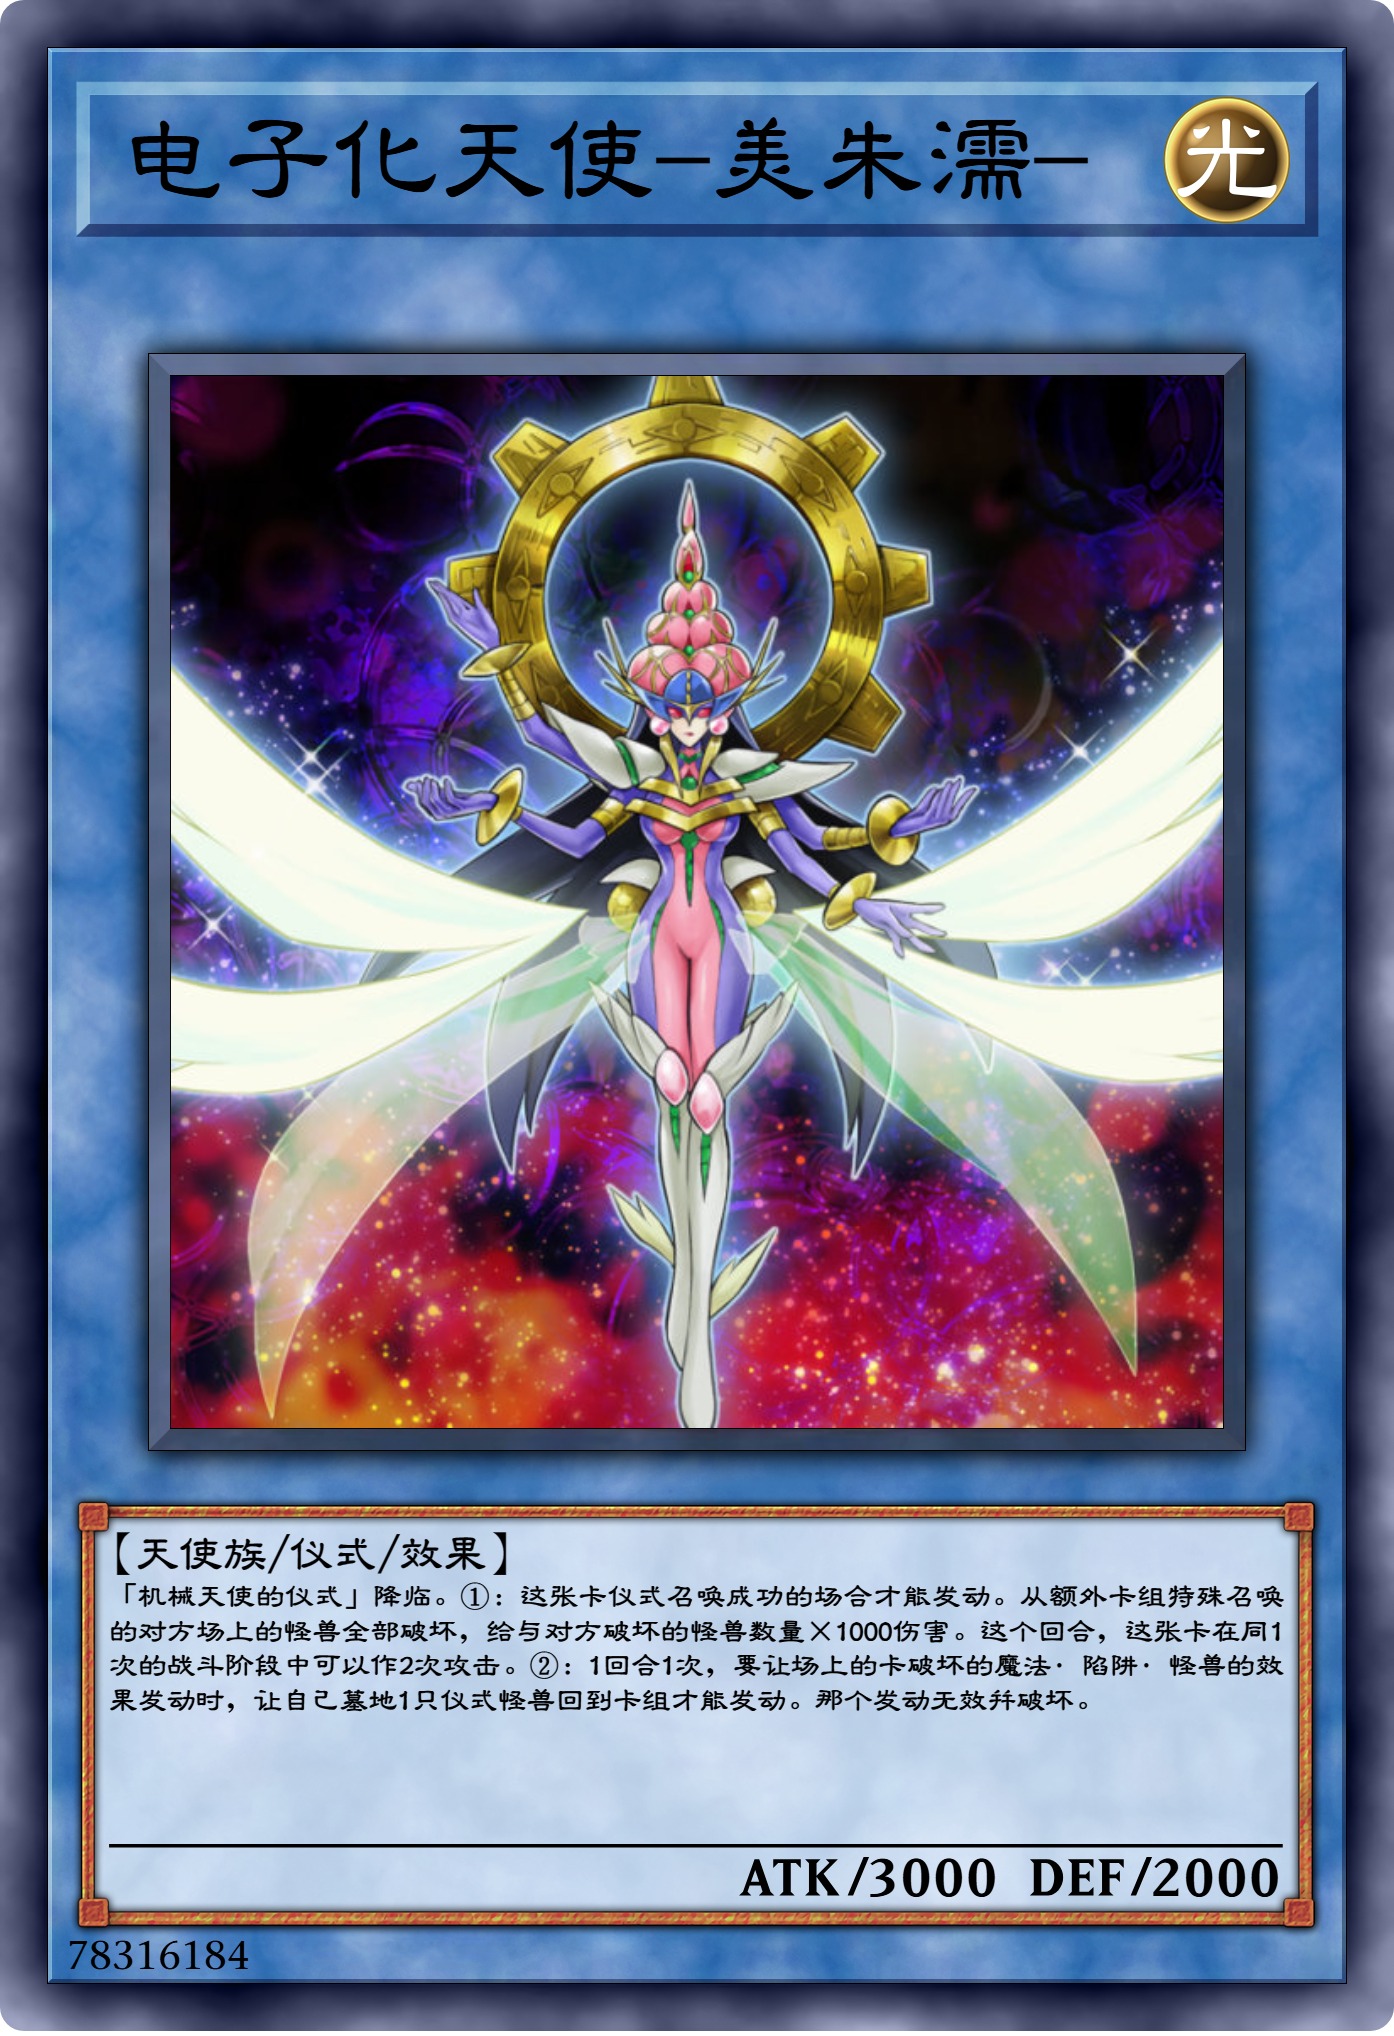 电子化天使-美朱濡-
光
【天使族/仪式/效果】
「机械天使的仪式」降临。①：这张卡仪式召唤成功的场合才能发动。从额外卡组特殊召唤
的对方场上的怪兽全部破坏，给与对方破坏的怪兽数量×1000伤害。这个回合，这张卡在同1
次的战斗阶段中可以作2次攻击。②：1回合1次，要让场上的卡破坏的魔法·陷阱·怪兽的效
果发动时，让自己墓地1只仪式怪兽回到卡组才能发动。那个发动无效并破坏。
ATK/3000 DEF/2000
78316184